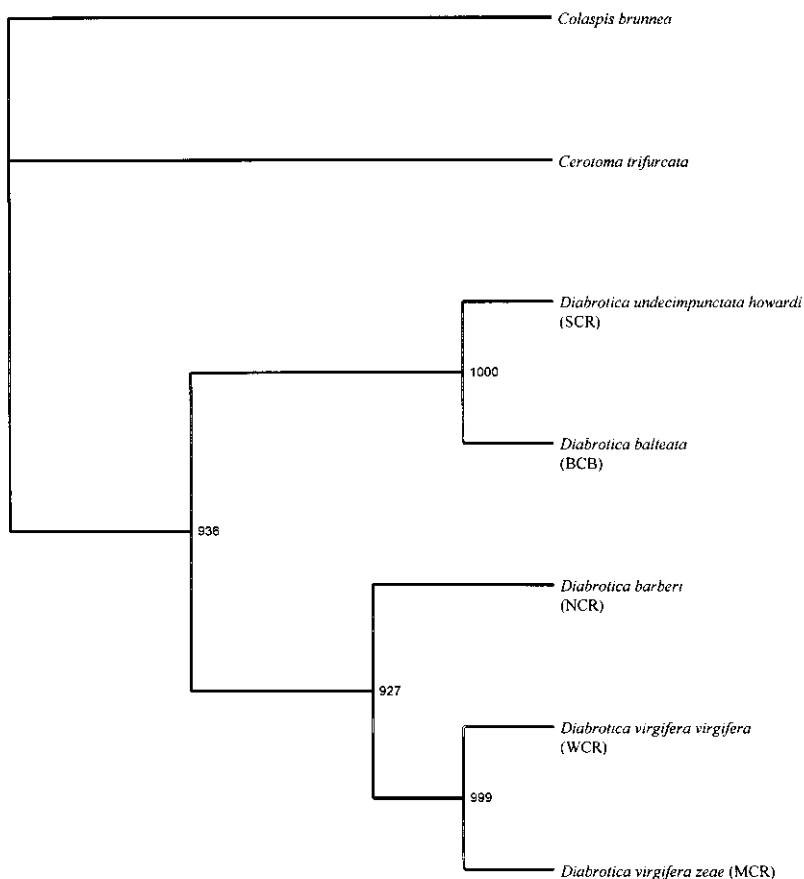 Colaspis brunnea
Cerotoma trifurcata
Diabrotica undecimpunctata howardi
(SCR)
1000
Diabrotica balteata
(BCB)
936
Diabrotica barberi
(NCR)
927
Diabrotica virgifera virgifera
(WCR)
999
Diabrotica virgifera zeae (MCR)